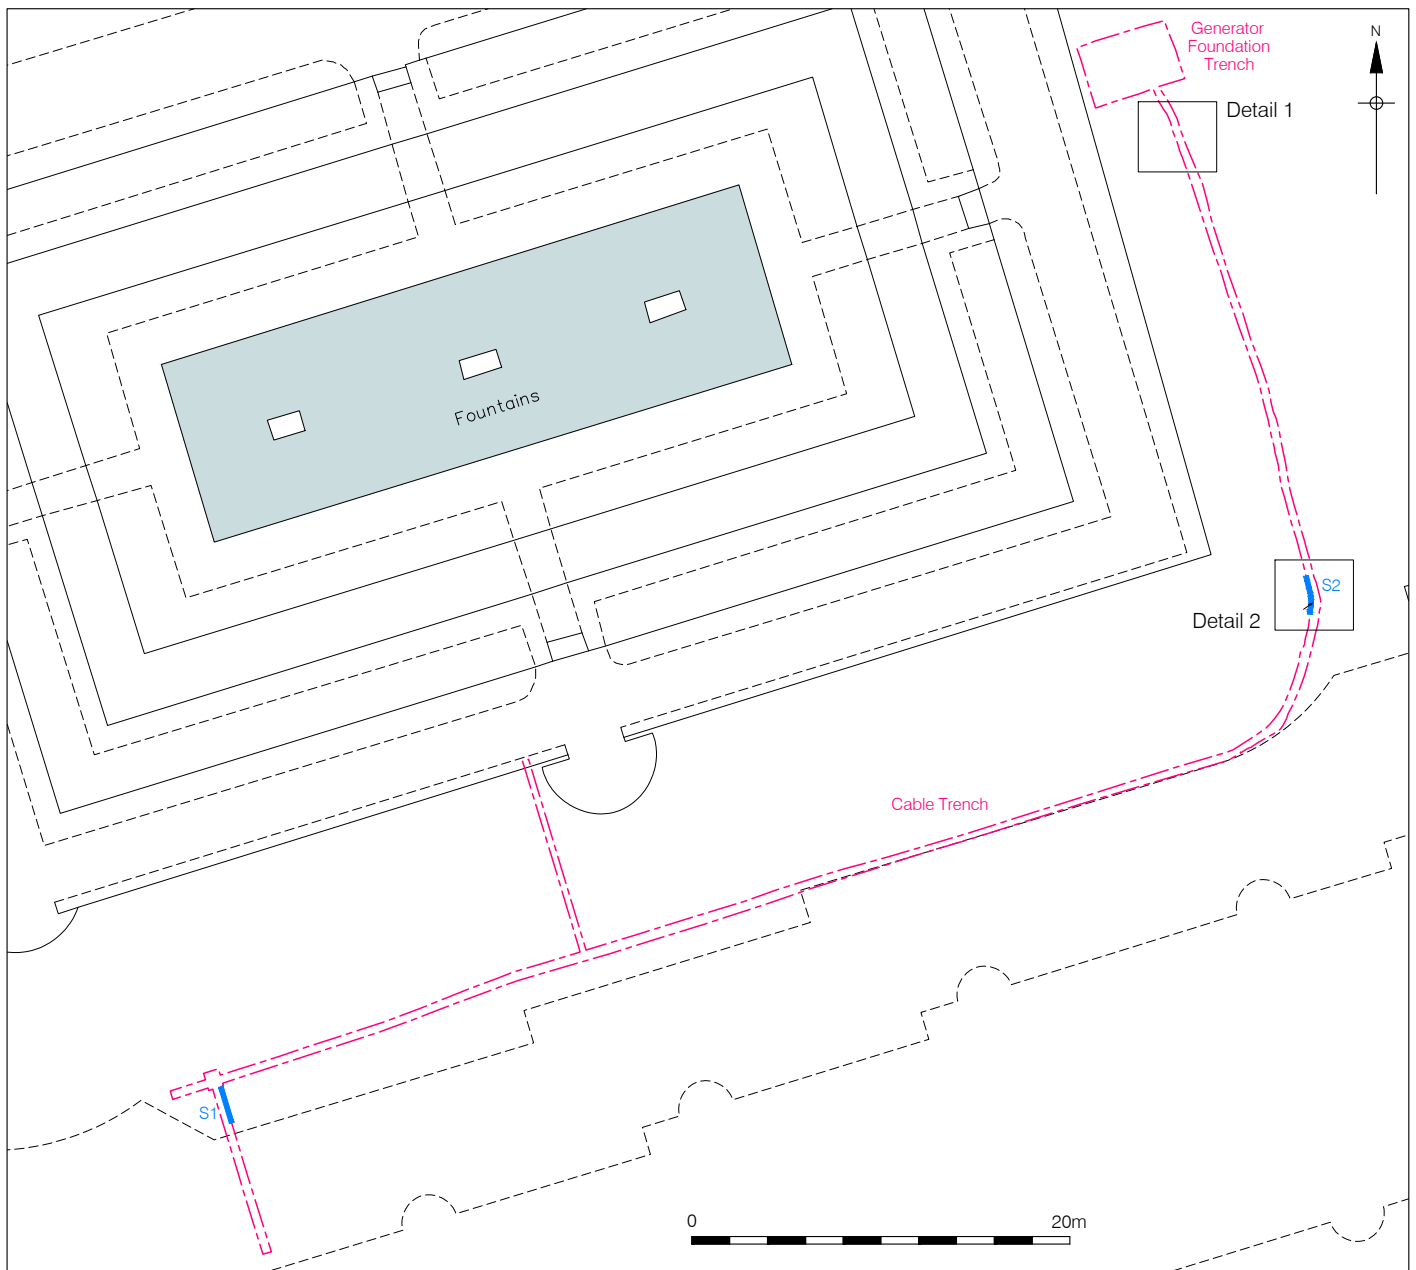 Generator
Foundation
Trench
N
Detail 1
Fountains
S2
Detail 2
Cable Trench
S1
0
20m